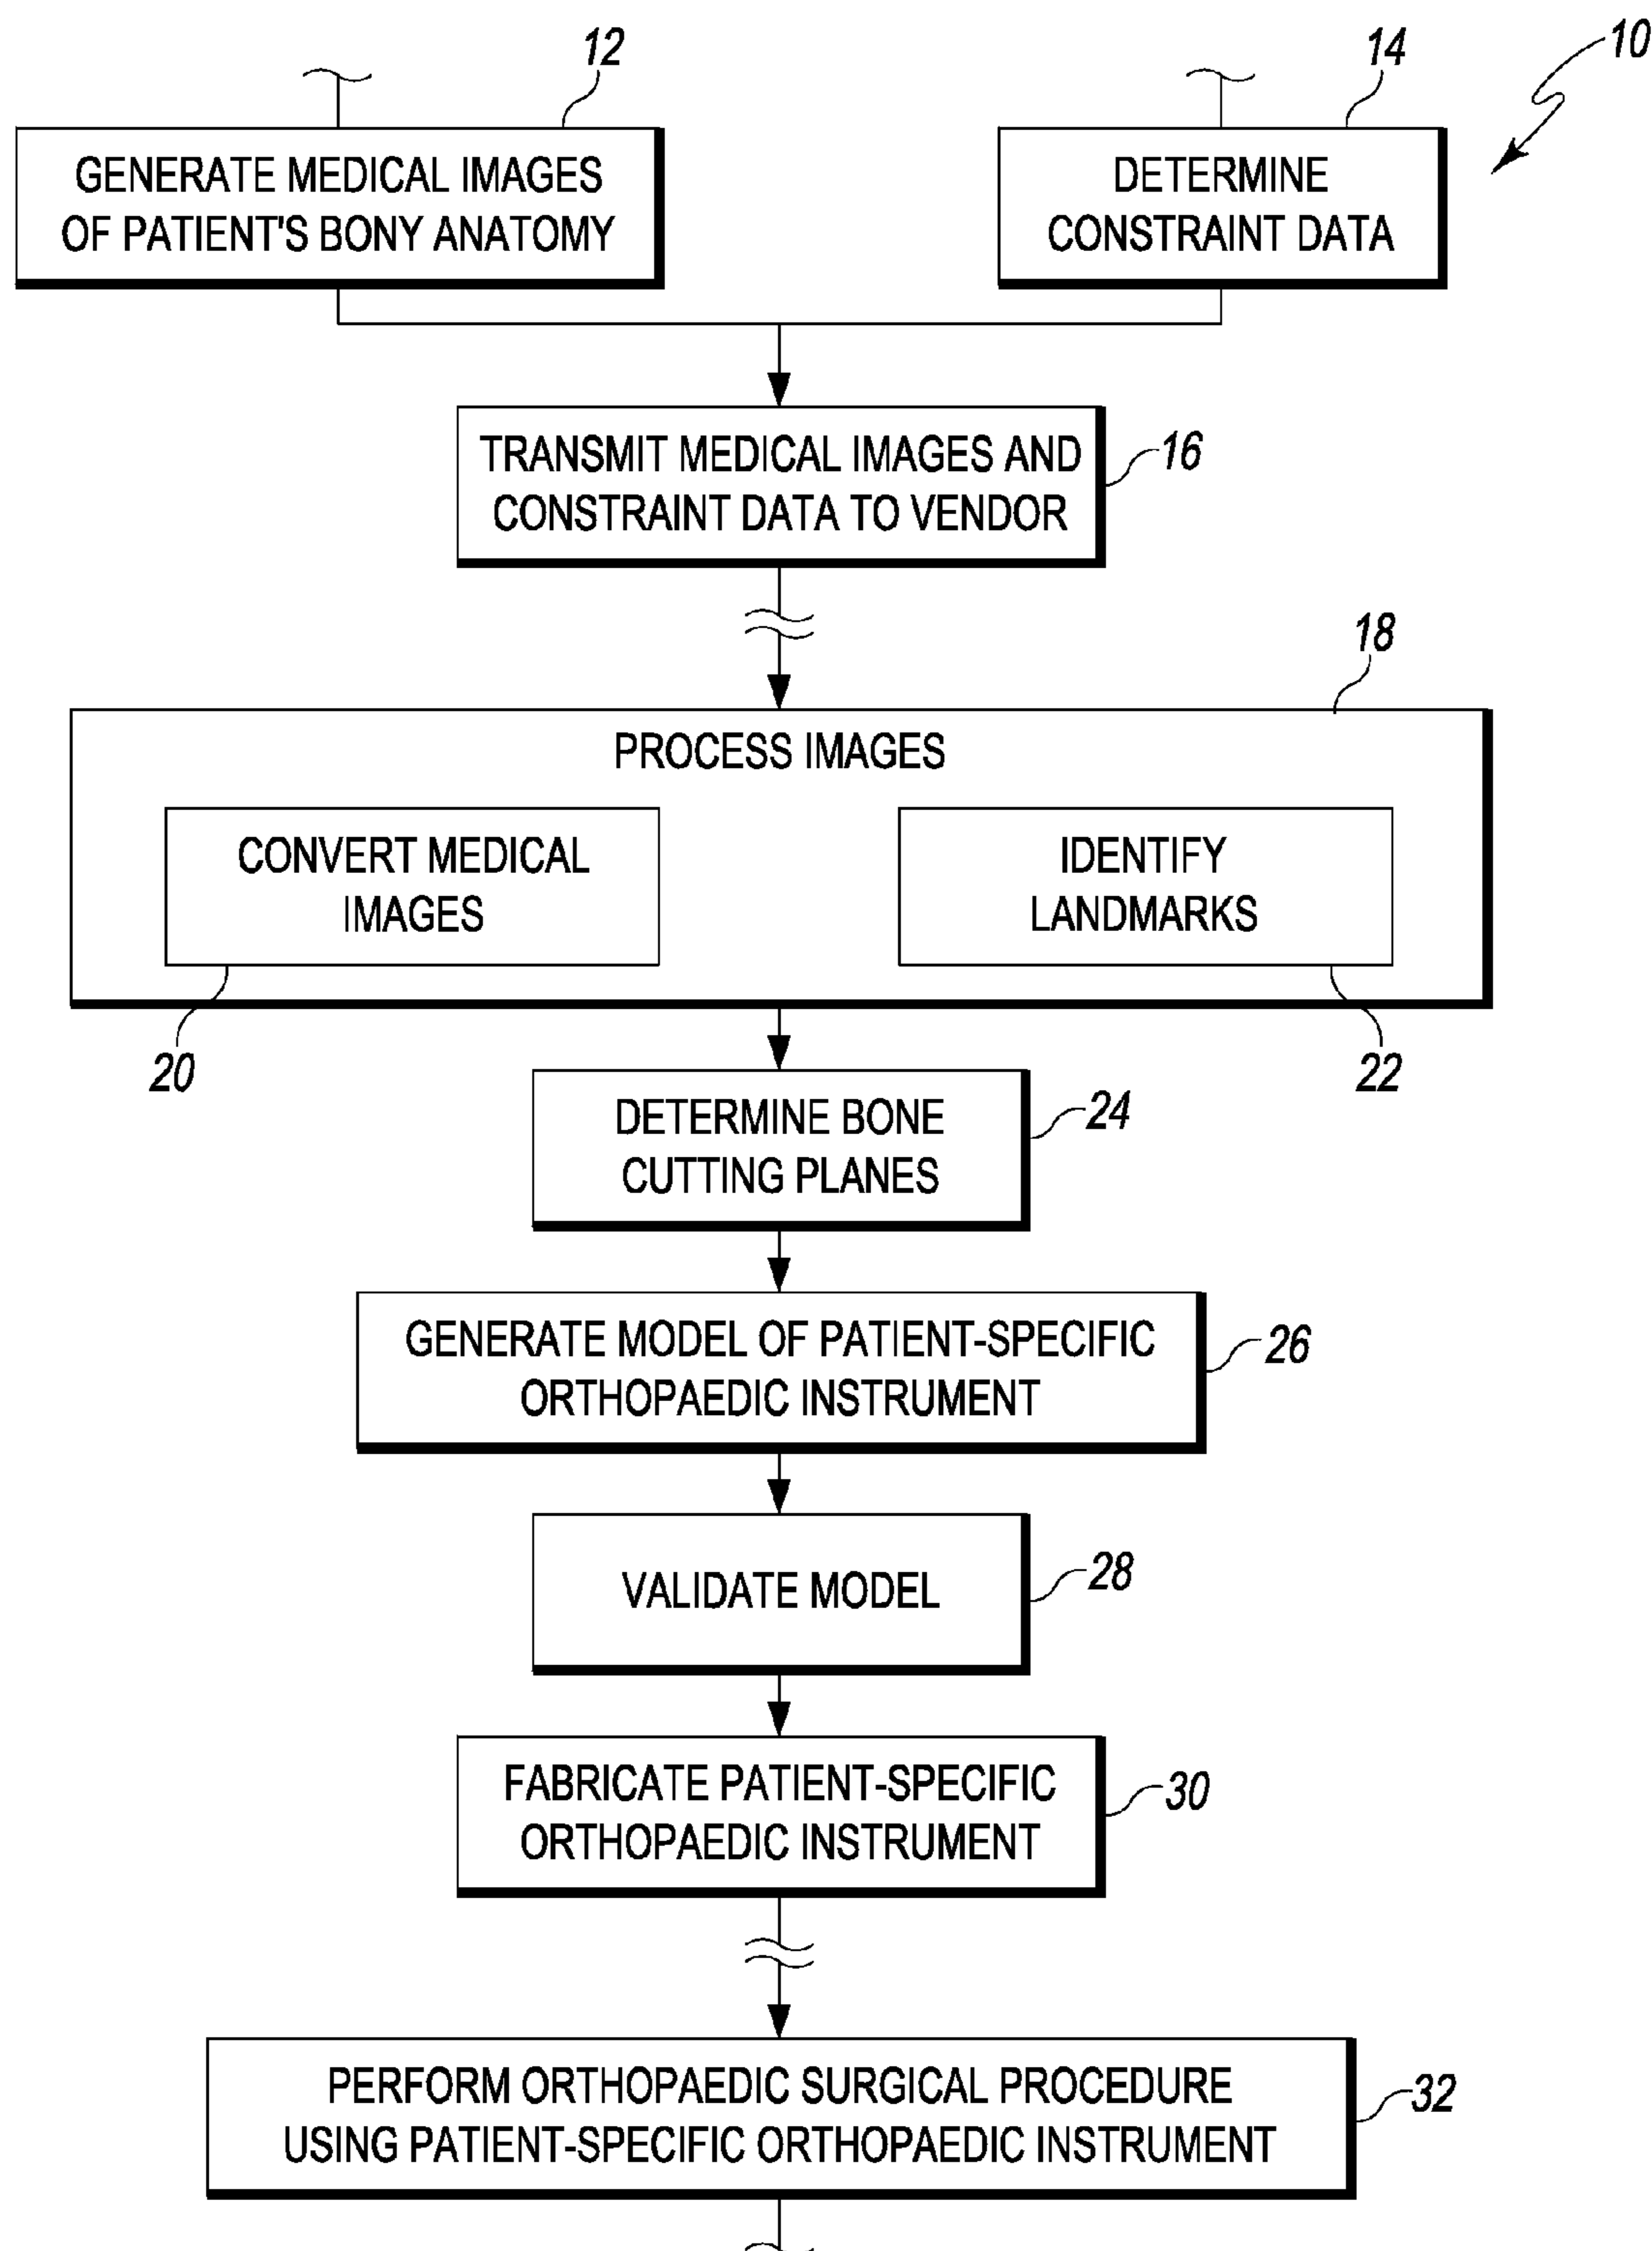 10
12
14
GENERATE MEDICAL IMAGES
OF PATIENT'S BONY ANATOMY
DETERMINE
CONSTRAINT DATA
TRANSMIT MEDICAL IMAGES AND
CONSTRAINT DATA TO VENDOR
16
18
PROCESS IMAGES
CONVERT MEDICAL
IMAGES
IDENTIFY
LANDMARKS
20
22
DETERMINE BONE
CUTTING PLANES
24
GENERATE MODEL OF PATIENT-SPECIFIC
ORTHOPAEDIC INSTRUMENT
26
VALIDATE MODEL
28
FABRICATE PATIENT-SPECIFIC
ORTHOPAEDIC INSTRUMENT
30
PERFORM ORTHOPAEDIC SURGICAL PROCEDURE
USING PATIENT-SPECIFIC ORTHOPAEDIC INSTRUMENT
32